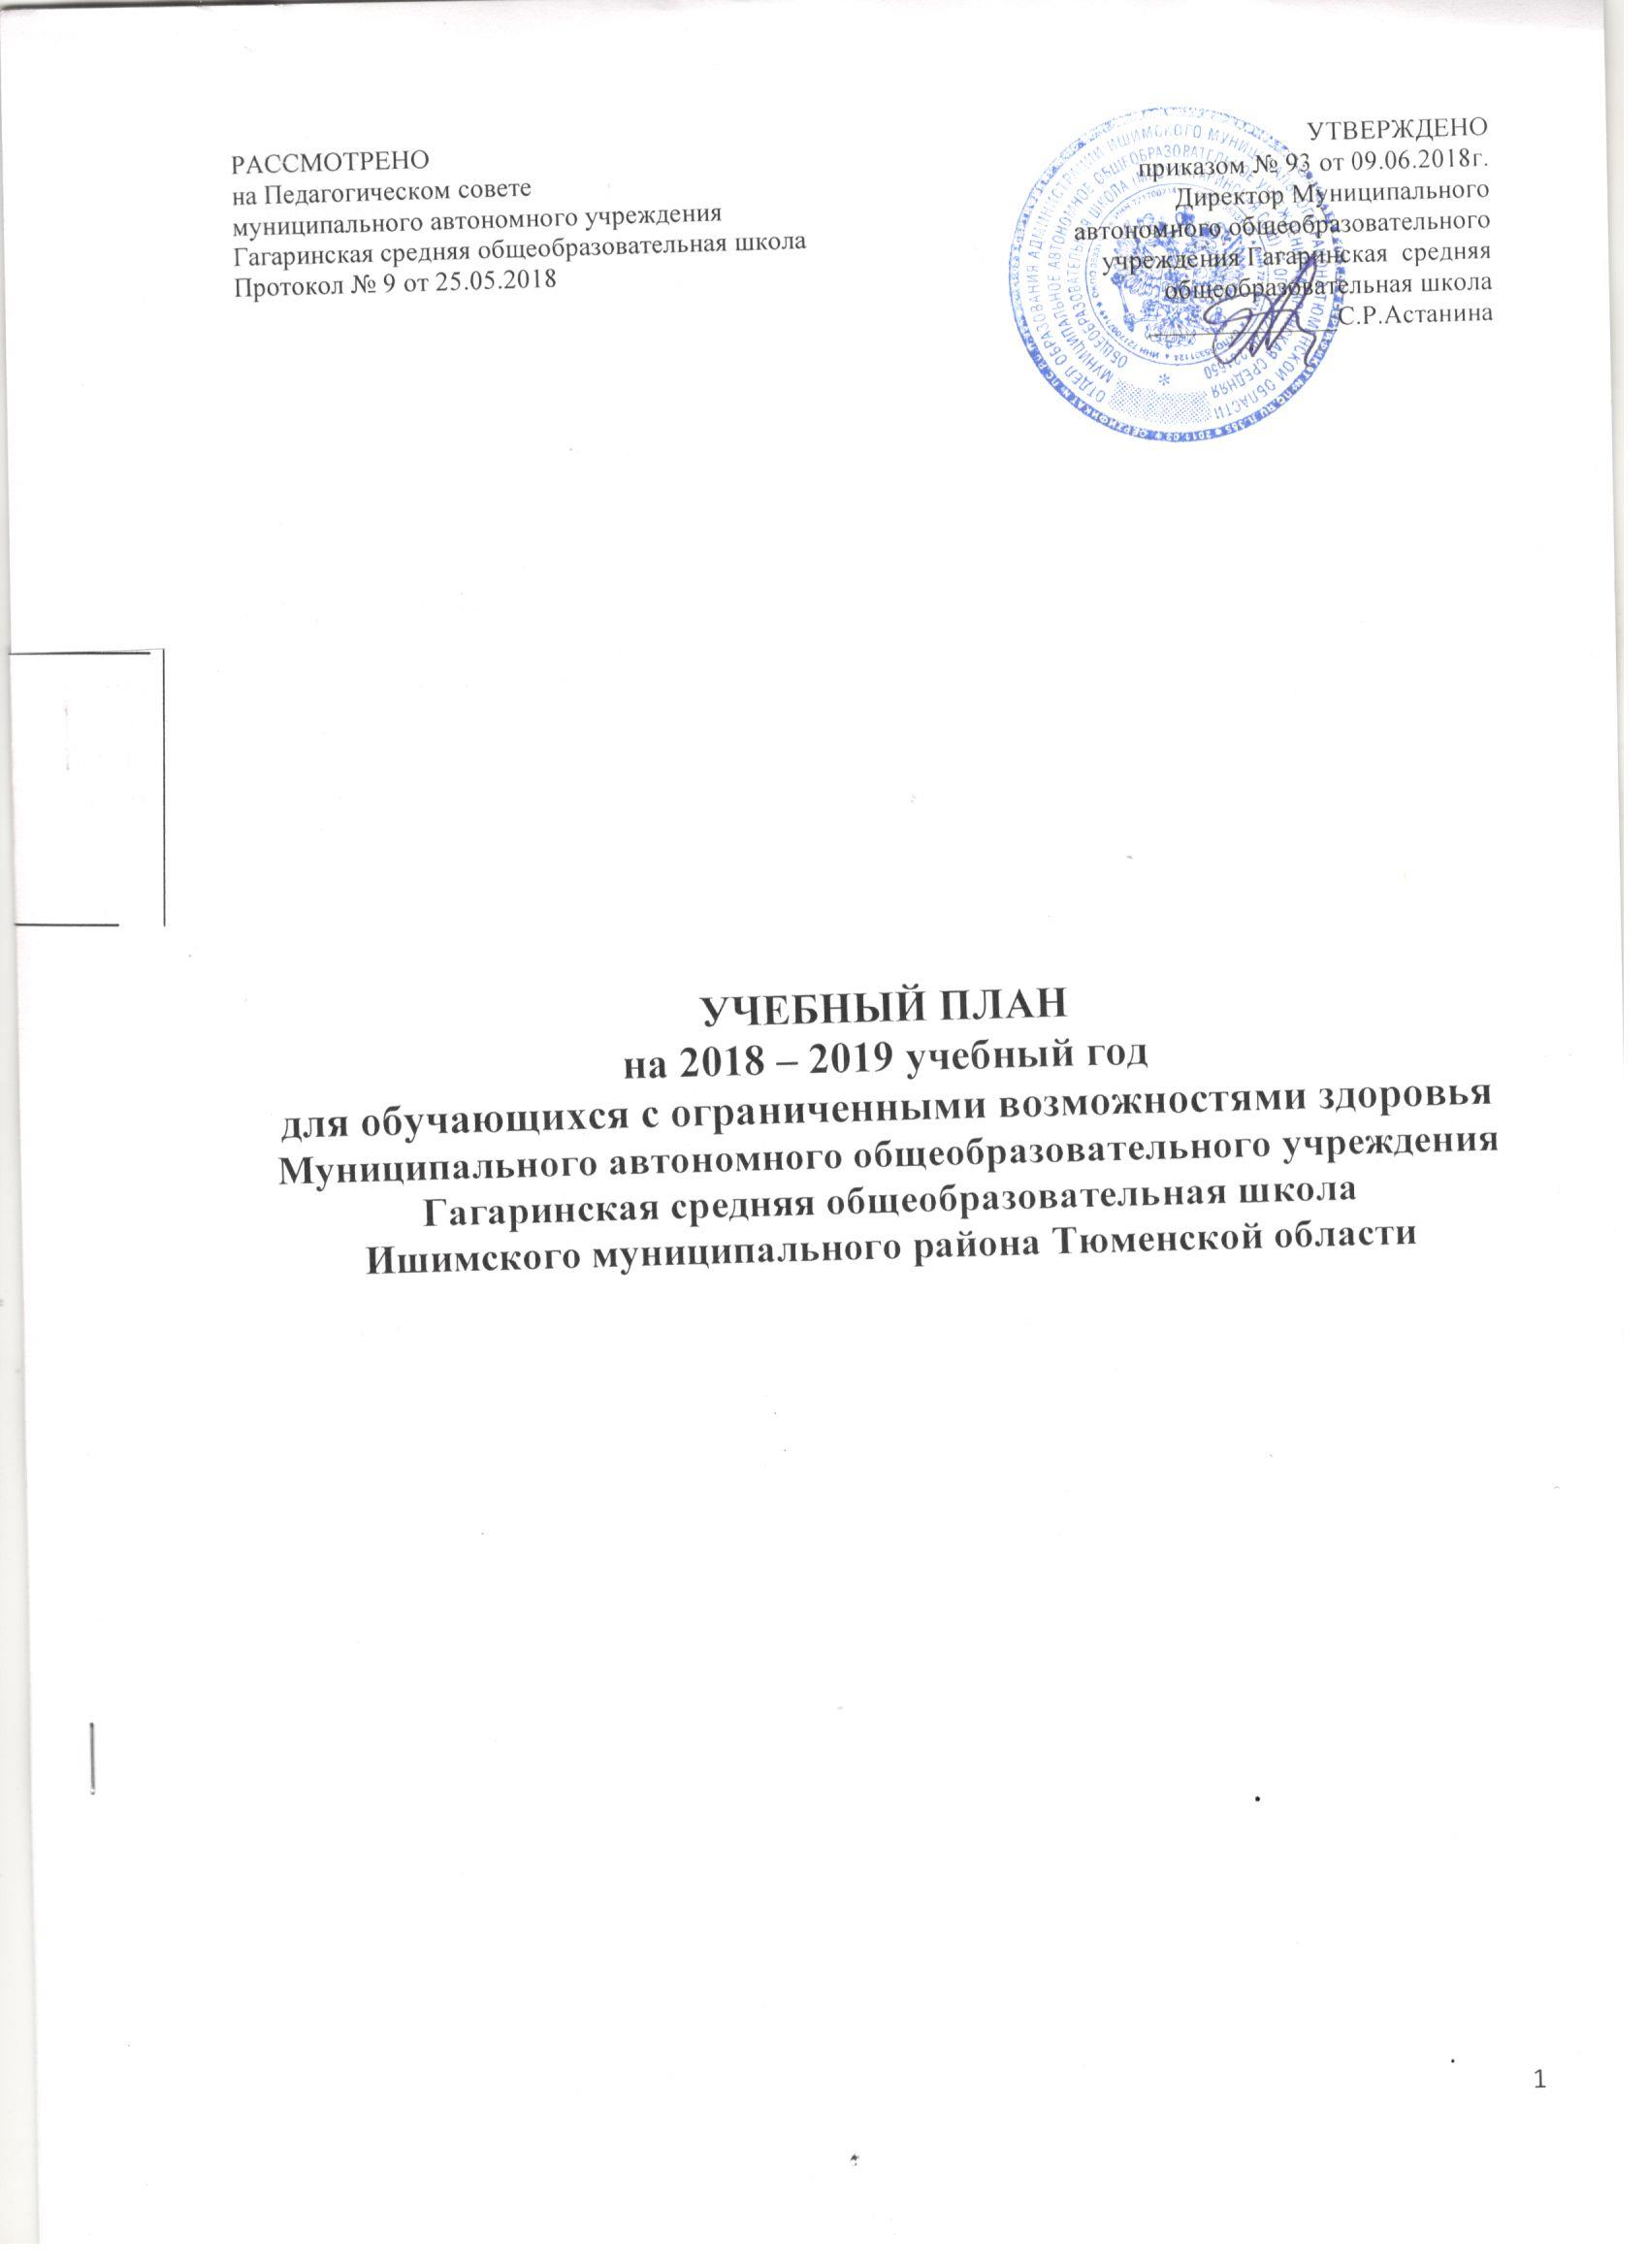 РАССМОТРЕНО
на Педагогическом совете
муниципального автономного учреждения
Гагаринская средняя общеобразовательная школа
Протокол № 9 от 25.05.2018
УТВЕРЖДЕНО
приказом № 93 от 09.06.2018г.
Директор Муниципального
автономного общеобразовательного
учреждения Гагаринская средняя
общеобразовательная школа
С.Р.Астанина
УЧЕБНЫЙ ПЛАН
на 2018 – 2019 учебный год
для обучающихся с ограниченными возможностями здоровья
Муниципального автономного общеобразовательного учреждения
Гагаринская средняя общеобразовательная школа
Ишимского муниципального района Тюменской области
1